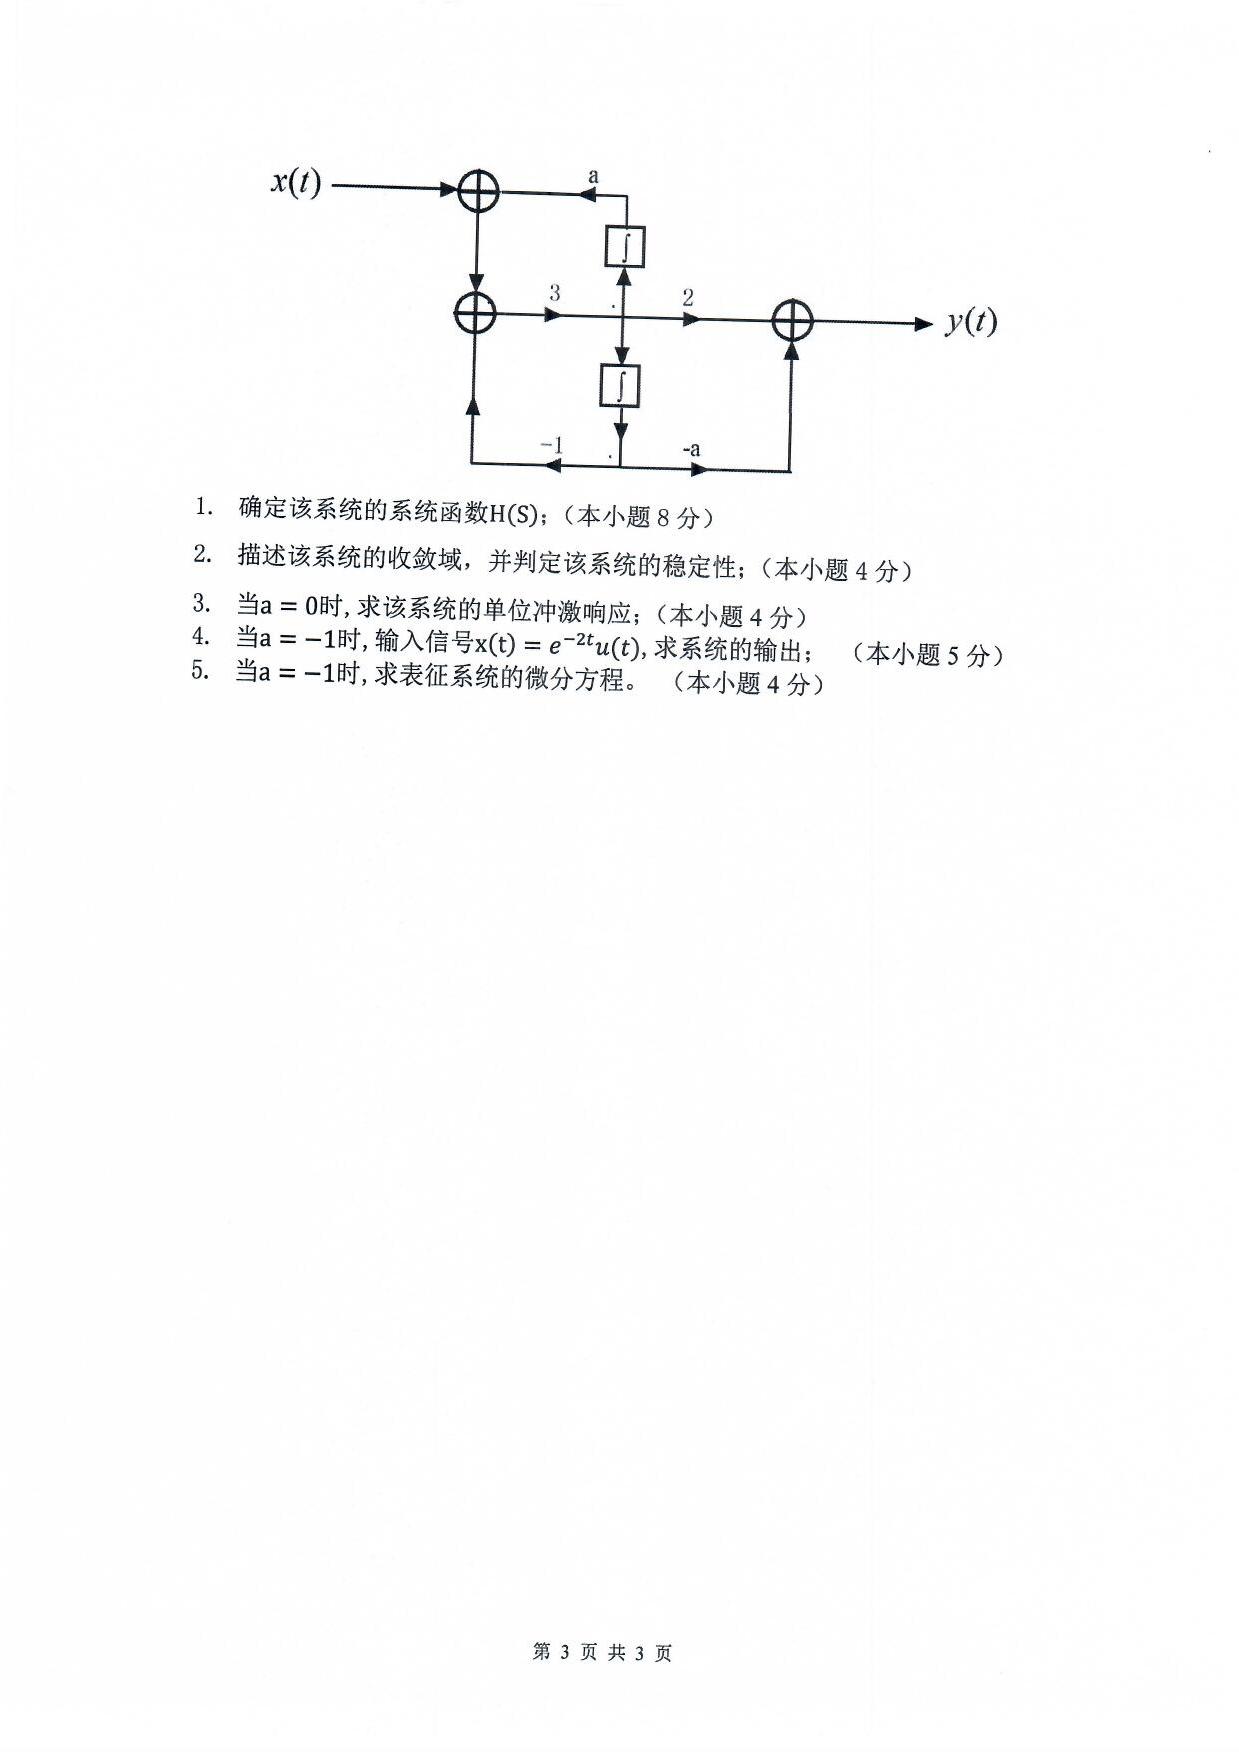 x(t)
a
∫
3
2
y(t)
∫
−1
-a
1. 确定该系统的系统函数H(S);（本小题 8 分）
2. 描述该系统的收敛域，并判定该系统的稳定性;（本小题 4 分）
3. 当a = 0时, 求该系统的单位冲激响应;（本小题 4 分）
4. 当a = −1时, 输入信号x(t) = e⁻²ᵗu(t), 求系统的输出; （本小题 5 分）
5. 当a = −1时, 求表征系统的微分方程。 （本小题 4 分）
第 3 页 共 3 页